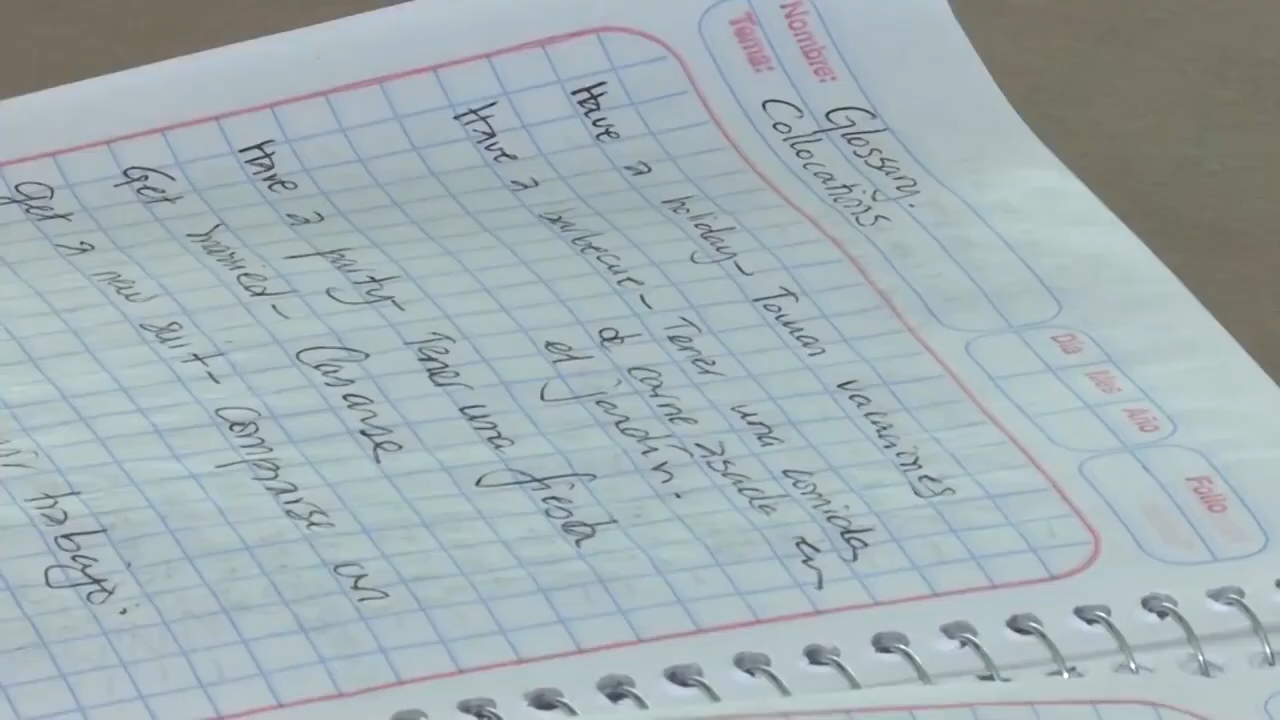 Nombre: Glossary.
Tema: Collocations
Día Mes Año
Folio
Have a holiday- Tomar vacaciones
Have a barbecue- Tener una comida
d carne asada en
el jardín.
Have a party- Tener una fiesta
Get married- Casarse
Get a new suit- comprarse un
trabajo.